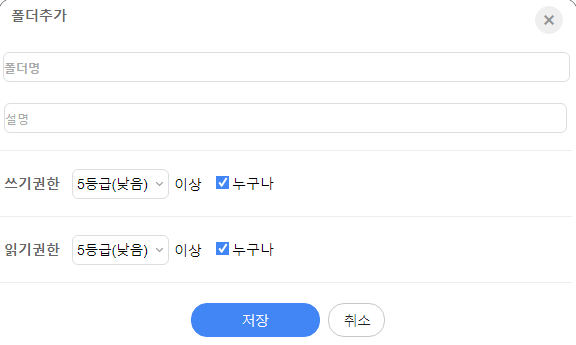 폴더추가
폴더명
설명
쓰기권한 5등급(낮음) 이상 누구나
읽기권한 5등급(낮음) 이상 누구나
저장 취소